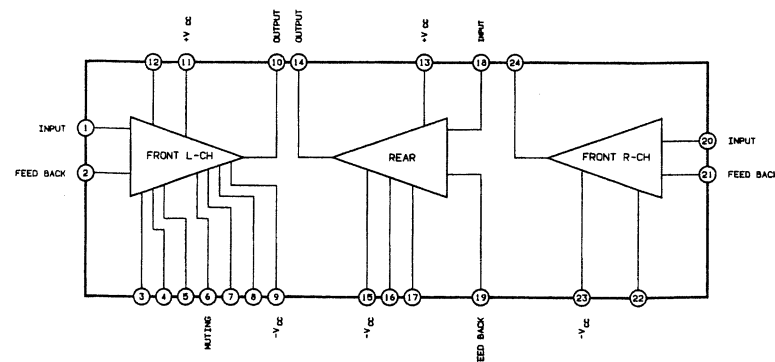 +V CC
OUTPUT
OUTPUT
+V CC
INPUT
12
11
10
14
13
18
24
INPUT
1
FRONT L-CH
REAR
FRONT R-CH
20
INPUT
FEED BACK
2
21
FEED BACK
3
4
5
6
7
8
9
15
16
17
19
23
22
MUTING
-V CC
-V CC
EED BACK
-V CC